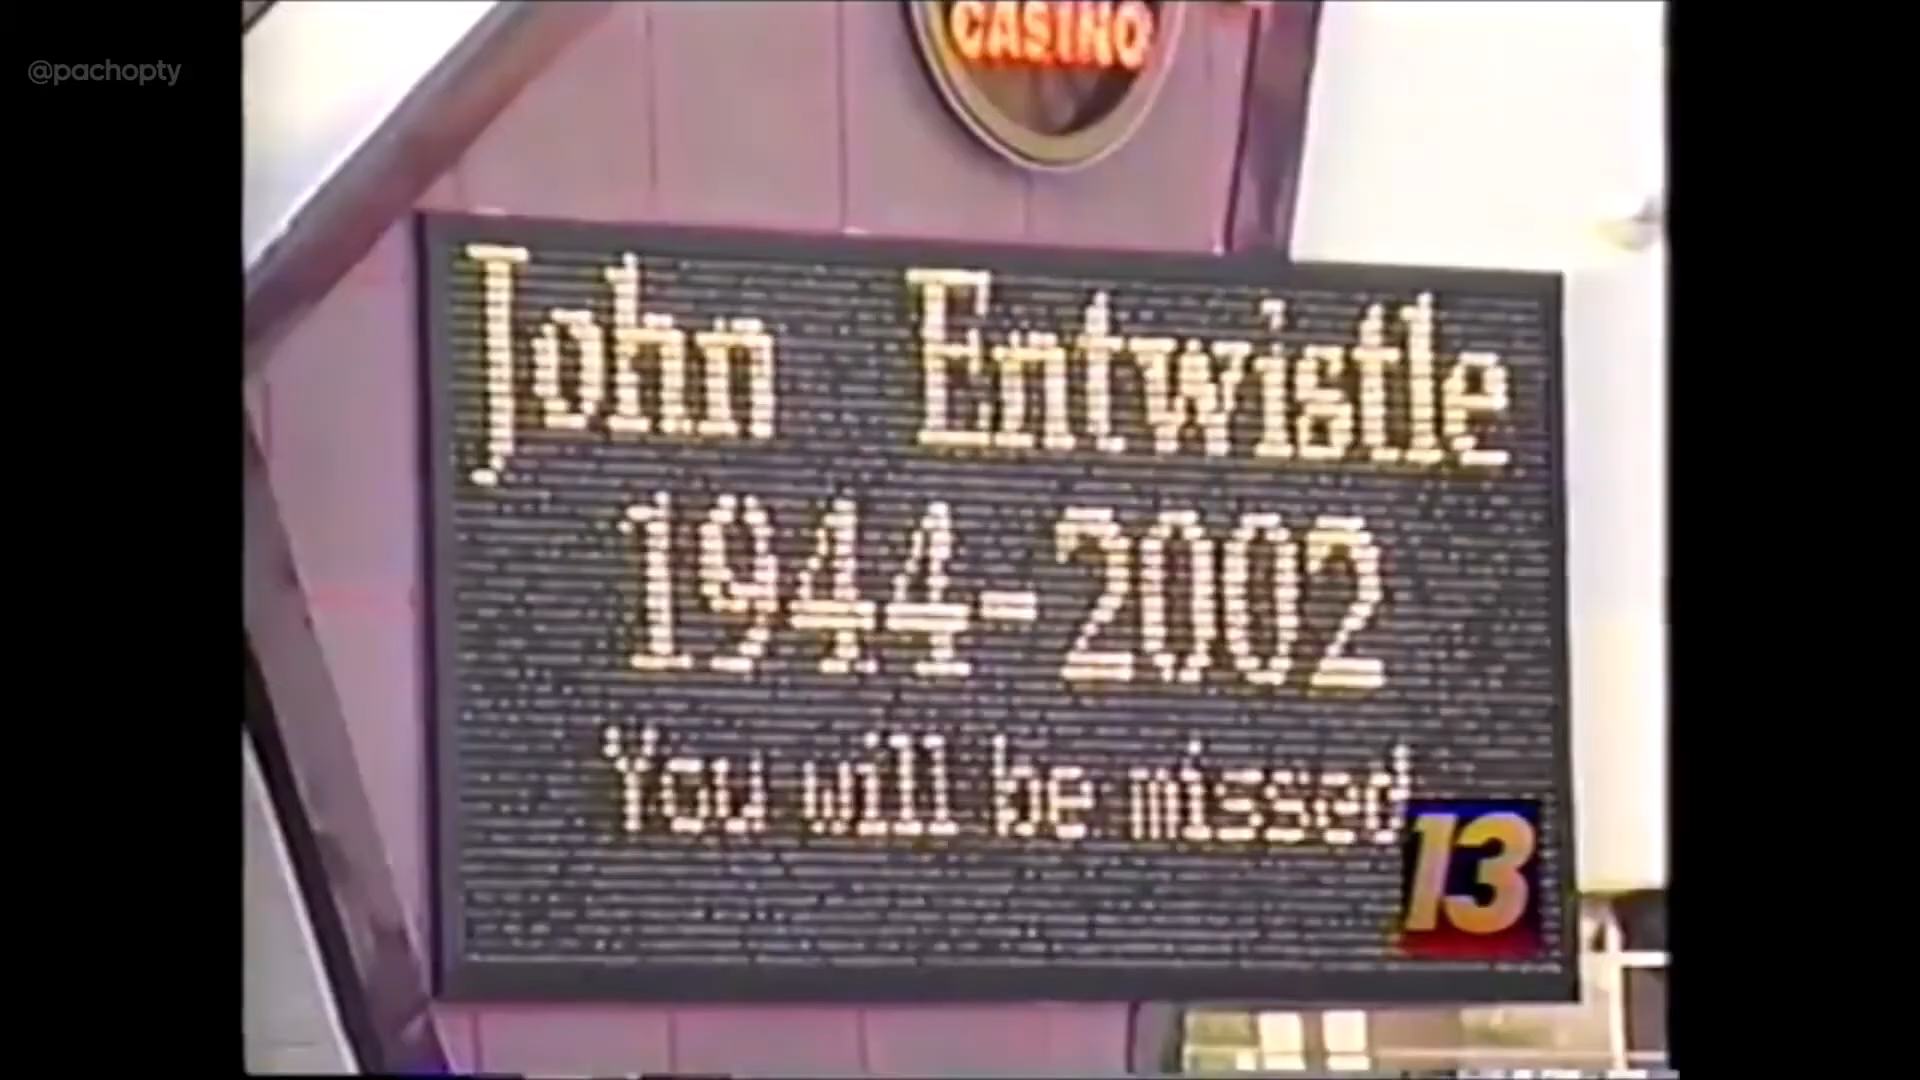 @pachopty
CASINO
John Entwistle
1944-2002
You will be missed
13